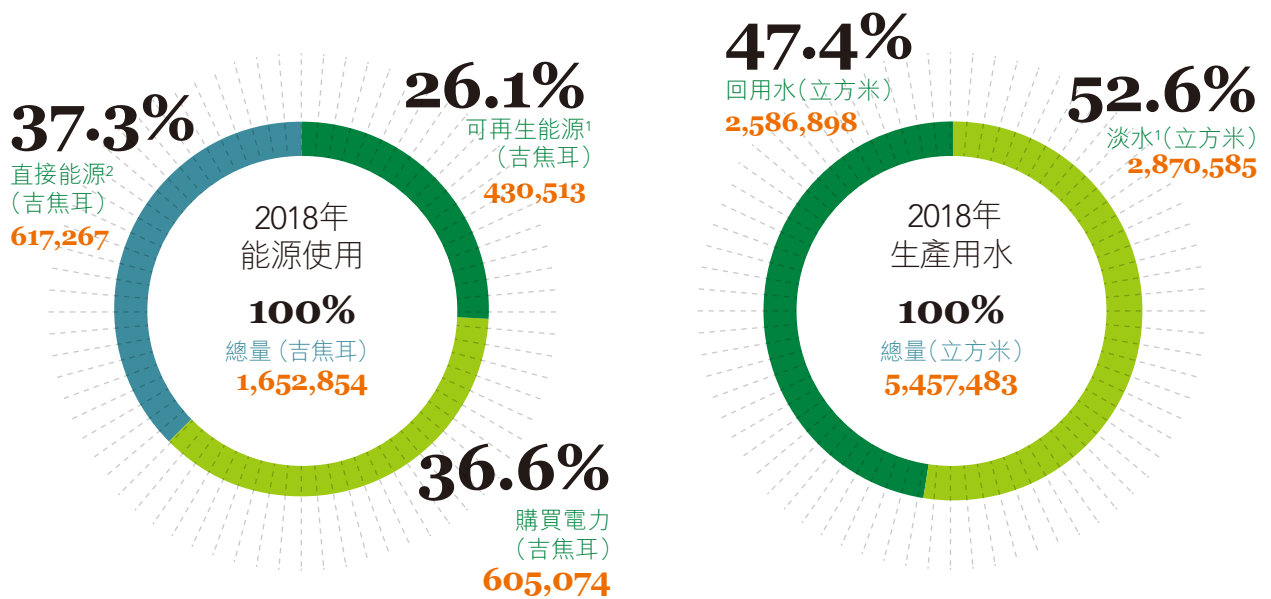 37.3%
直接能源²
（吉焦耳）
617,267
26.1%
可再生能源¹
（吉焦耳）
430,513
2018年
能源使用
100%
總量（吉焦耳）
1,652,854
36.6%
購買電力
（吉焦耳）
605,074
47.4%
回用水（立方米）
2,586,898
52.6%
淡水¹（立方米）
2,870,585
2018年
生產用水
100%
總量（立方米）
5,457,483